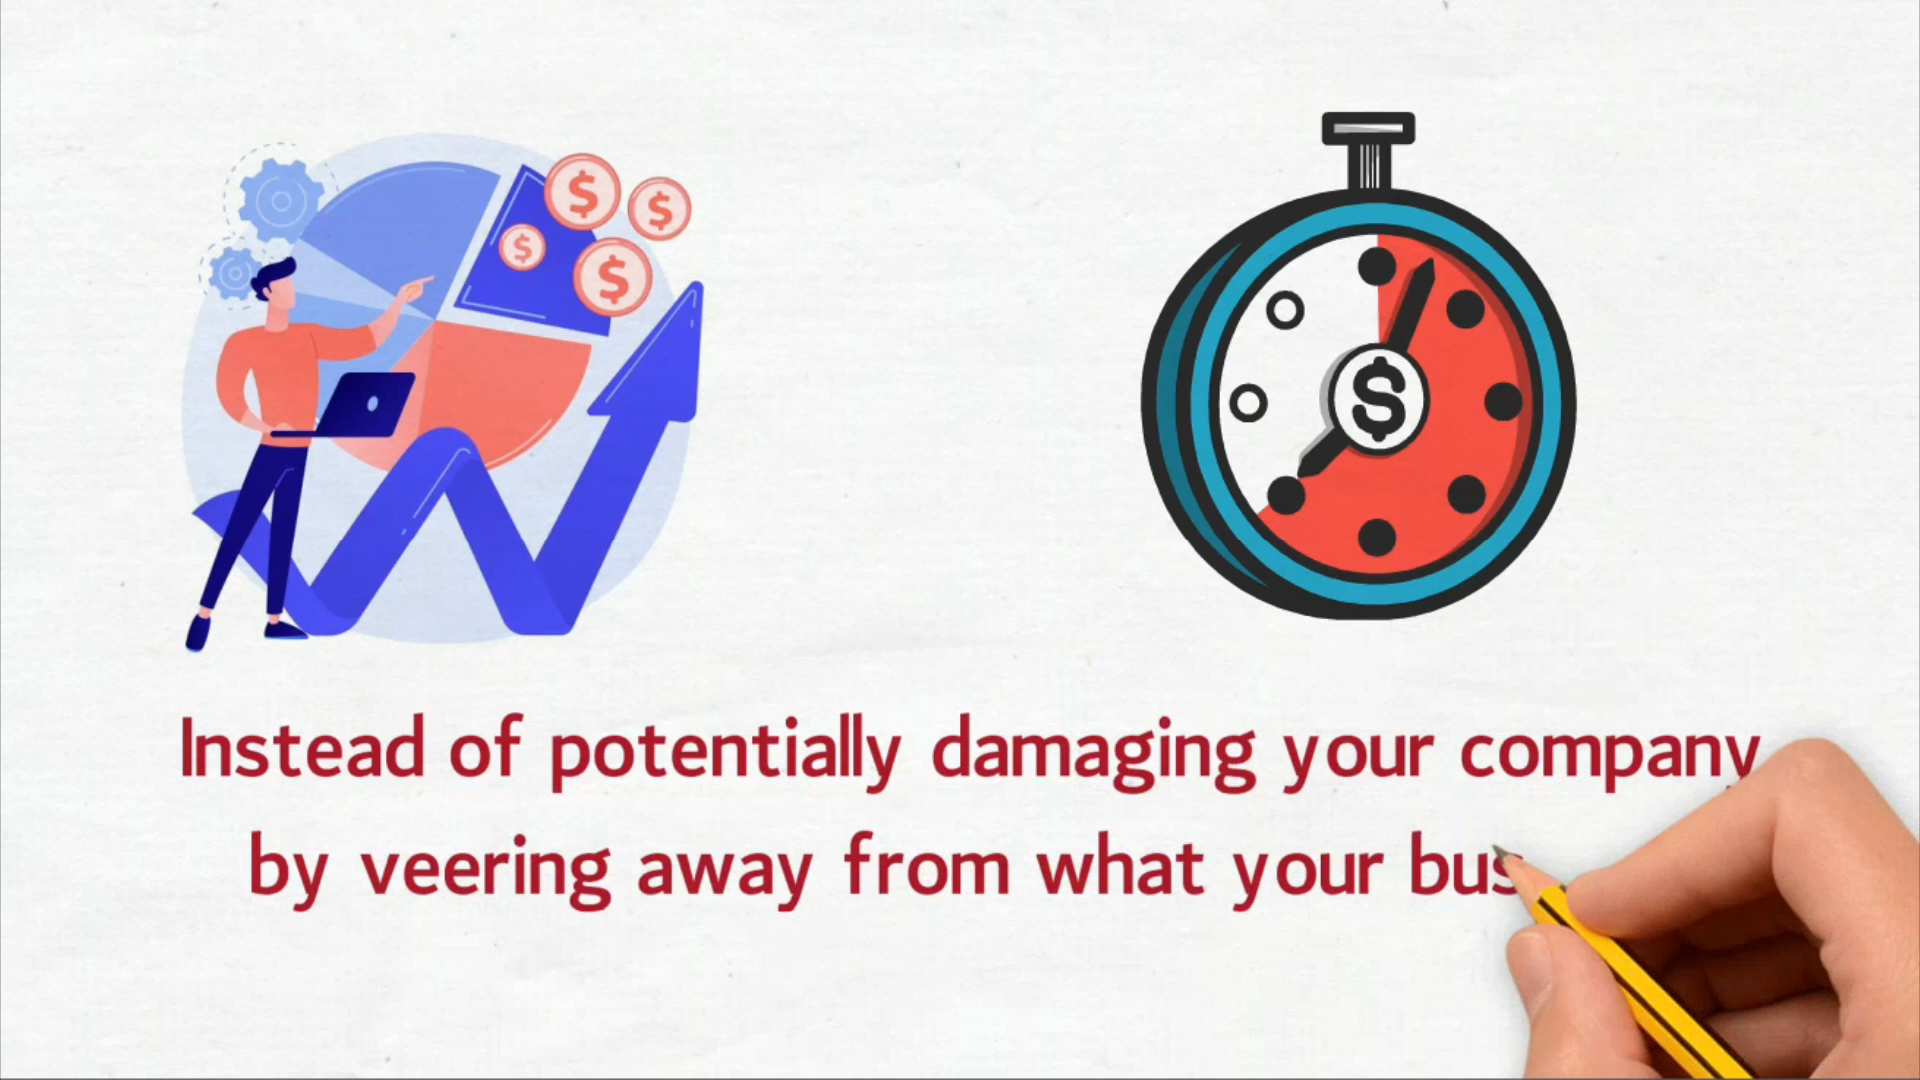 $ $
$ $
$
Instead of potentially damaging your company
by veering away from what your bus